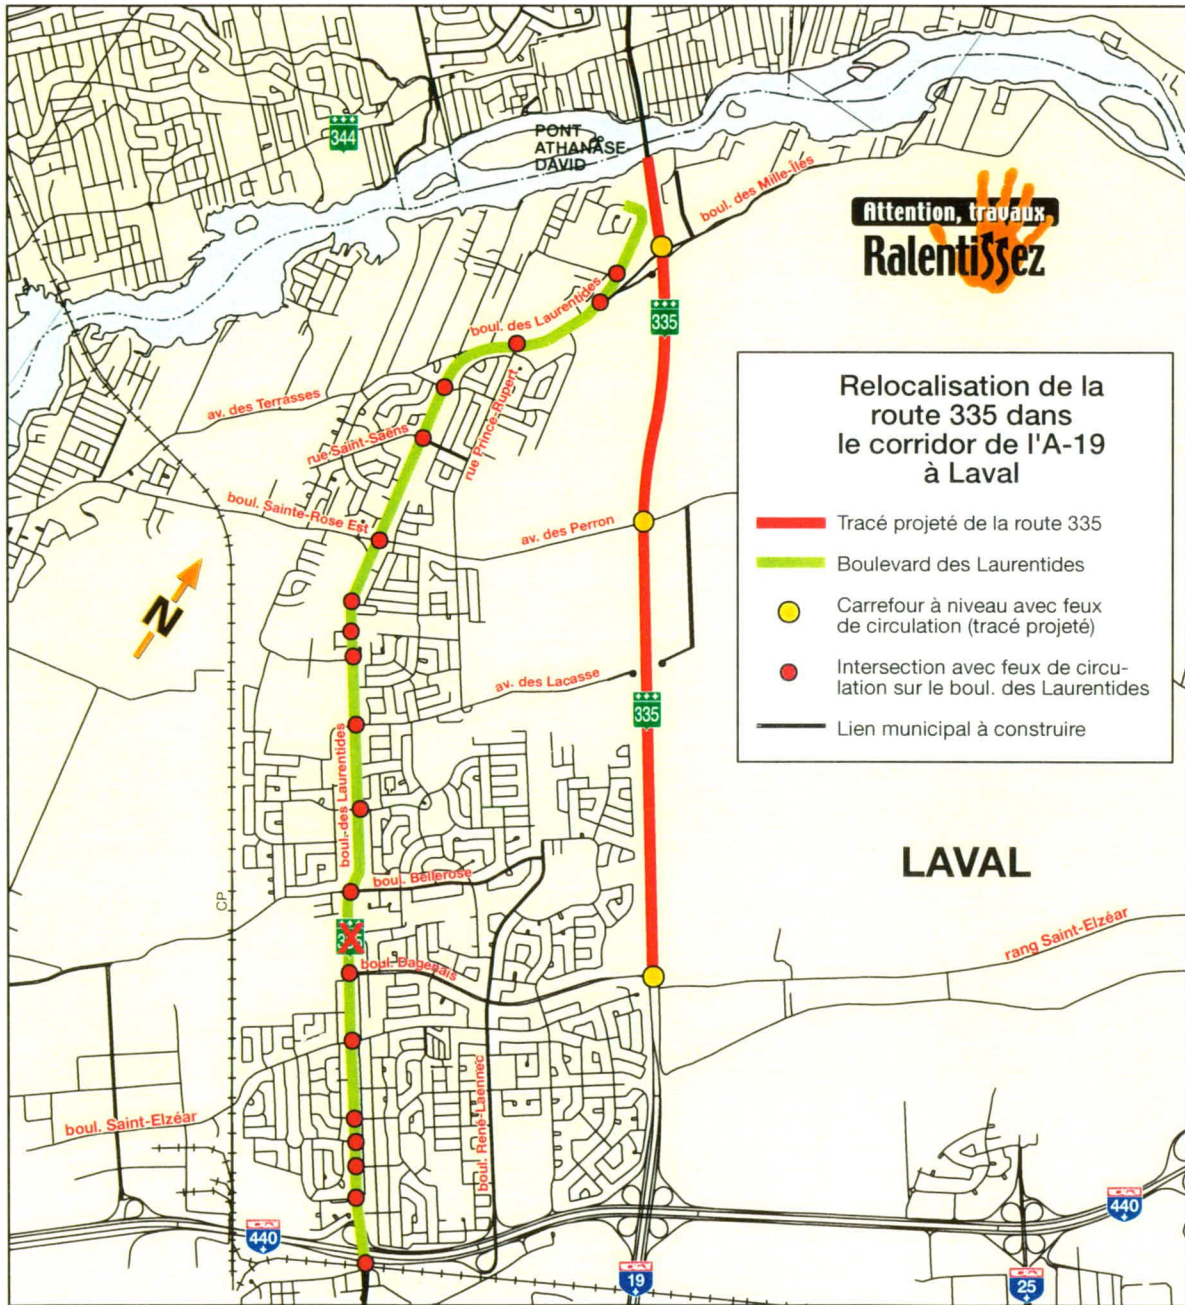 344
PONT
ATHANASE-
DAVID
boul. des Mille-Îles
Attention, travaux
Ralentissez
335
boul. des Laurentides
av. des Terrasses
rue Saint-Saëns
rue Prince-Rupert
boul. Sainte-Rose Est
av. des Perron
N
av. des Lacasse
335
Relocalisation de la
route 335 dans
le corridor de l'A-19
à Laval
Tracé projeté de la route 335
Boulevard des Laurentides
Carrefour à niveau avec feux
de circulation (tracé projeté)
Intersection avec feux de circu-
lation sur le boul. des Laurentides
Lien municipal à construire
boul. des Laurentides
boul. Bellerose
LAVAL
CP
335
boul. Dagenais
rang Saint-Elzéar
boul. Saint-Elzéar
boul. René-Laennec
440
440
19
25